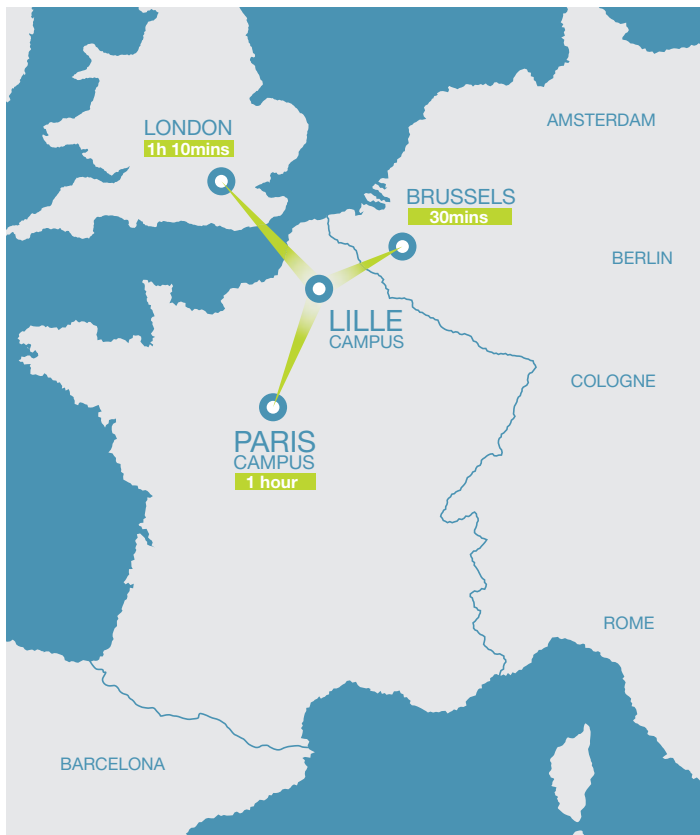 LONDON
1h 10mins
AMSTERDAM
BRUSSELS
30mins
BERLIN
LILLE
CAMPUS
COLOGNE
PARIS
CAMPUS
1 hour
ROME
BARCELONA